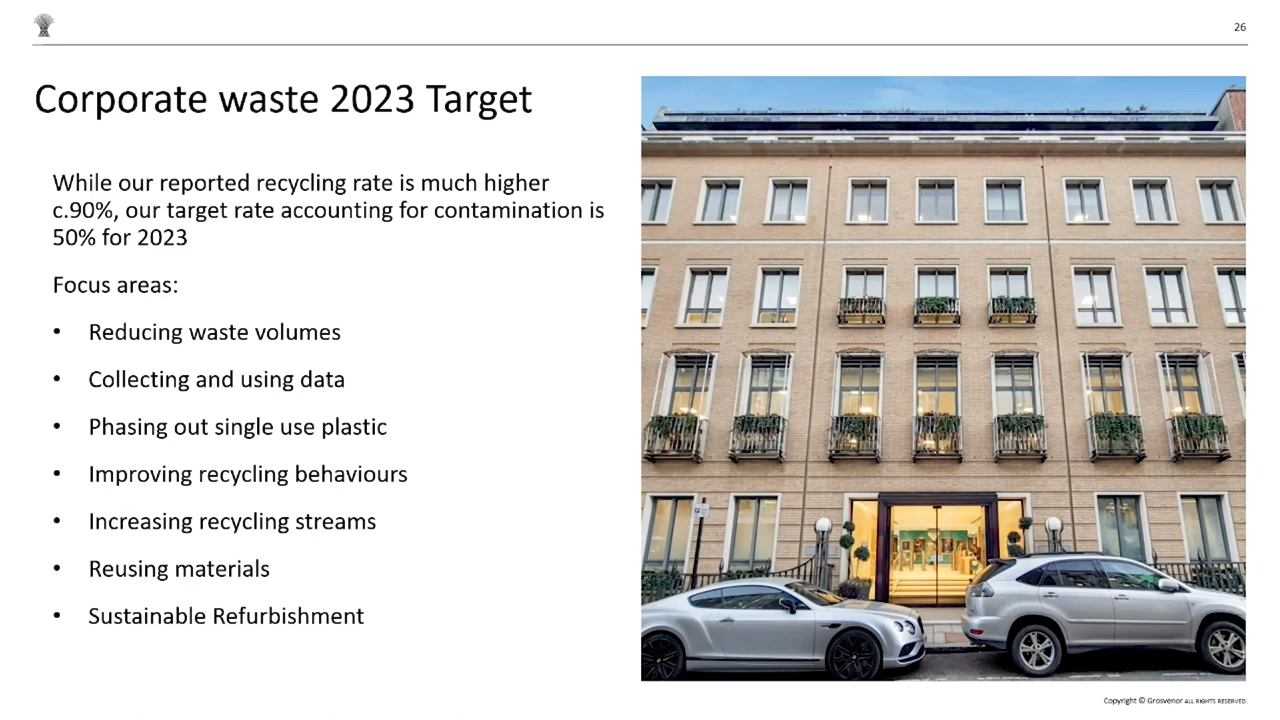 26
Corporate waste 2023 Target
While our reported recycling rate is much higher
c.90%, our target rate accounting for contamination is
50% for 2023
Focus areas:
• Reducing waste volumes
• Collecting and using data
• Phasing out single use plastic
• Improving recycling behaviours
• Increasing recycling streams
• Reusing materials
• Sustainable Refurbishment
Copyright © Grosvenor ALL RIGHTS RESERVED.